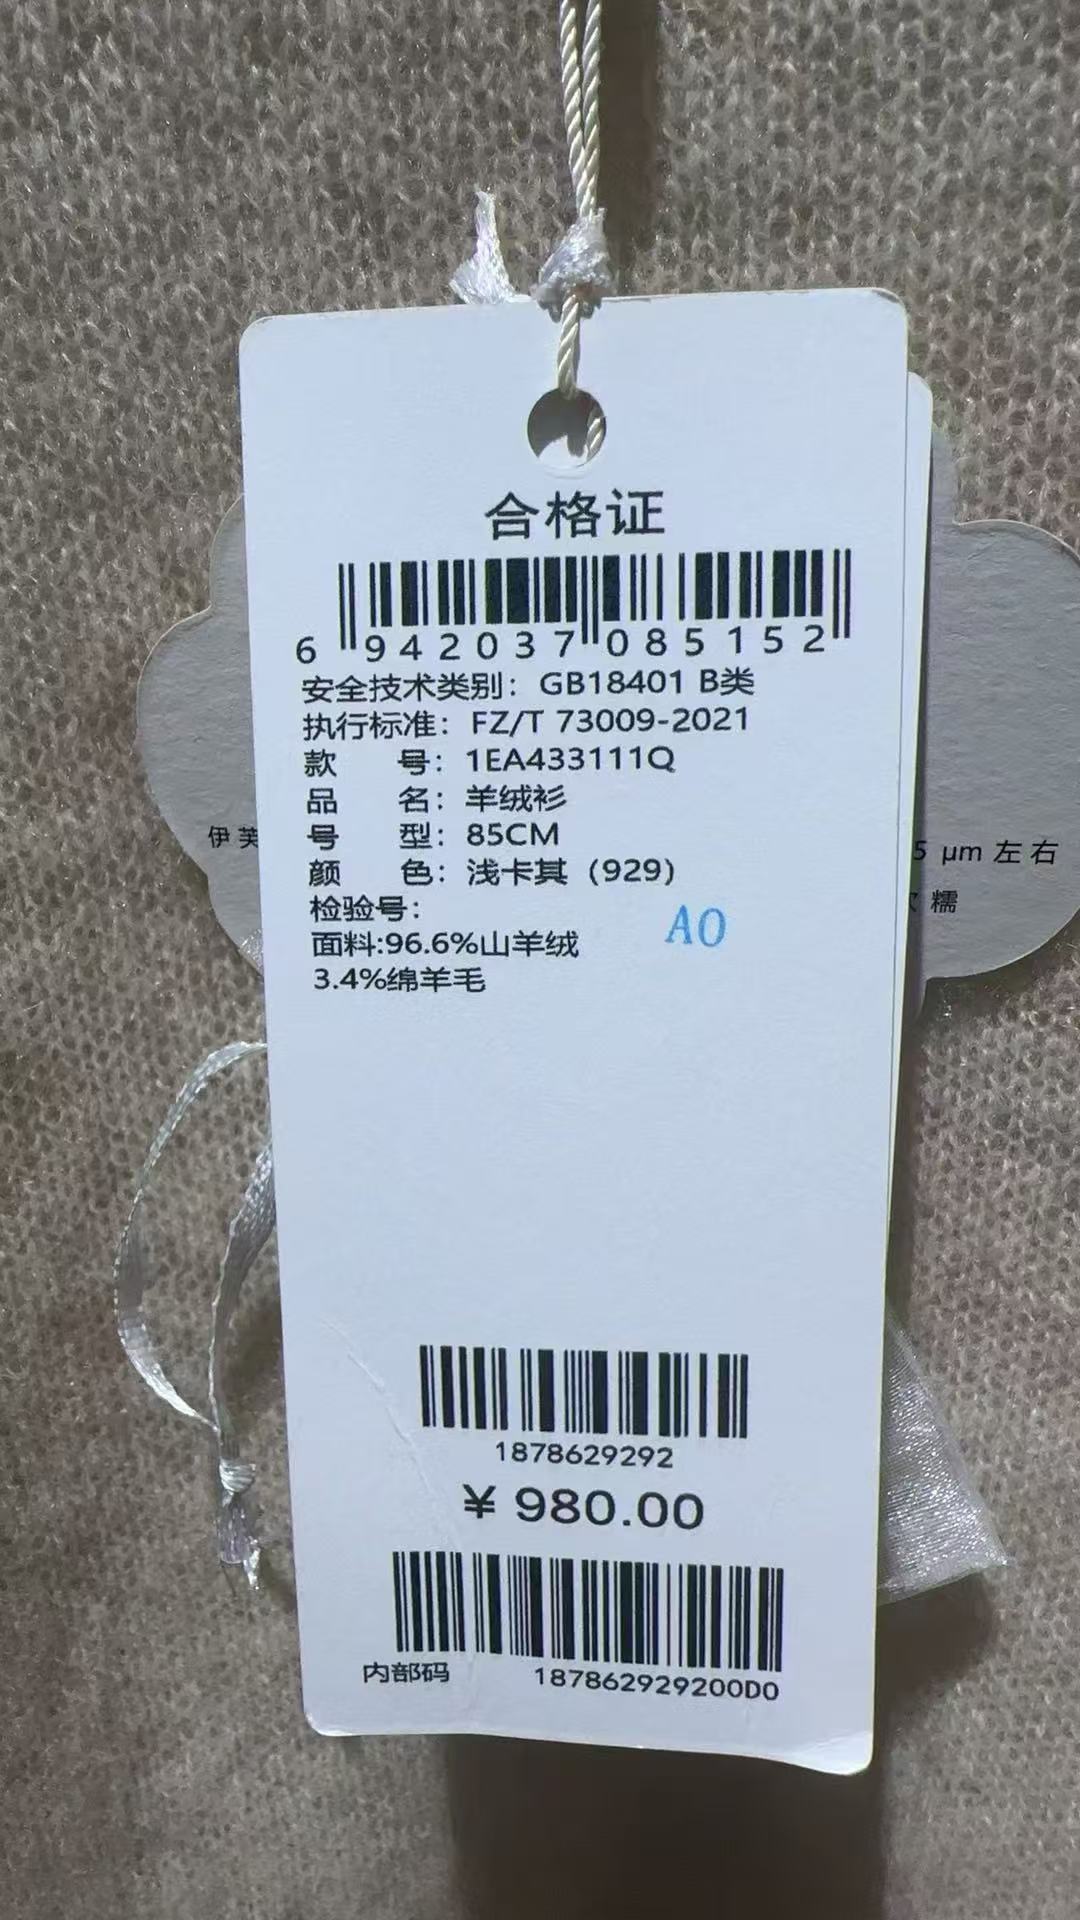 合格证
6 942037 085152
安全技术类别：GB18401 B类
执行标准：FZ/T 73009-2021
款 号：1EA433111Q
品 名：羊绒衫
号 型：85CM
颜 色：浅卡其（929）
检验号：
A0
面料:96.6%山羊绒
3.4%绵羊毛
伊芙
5 μm 左右
糯
1878629292
￥ 980.00
内部码 187862929200D0